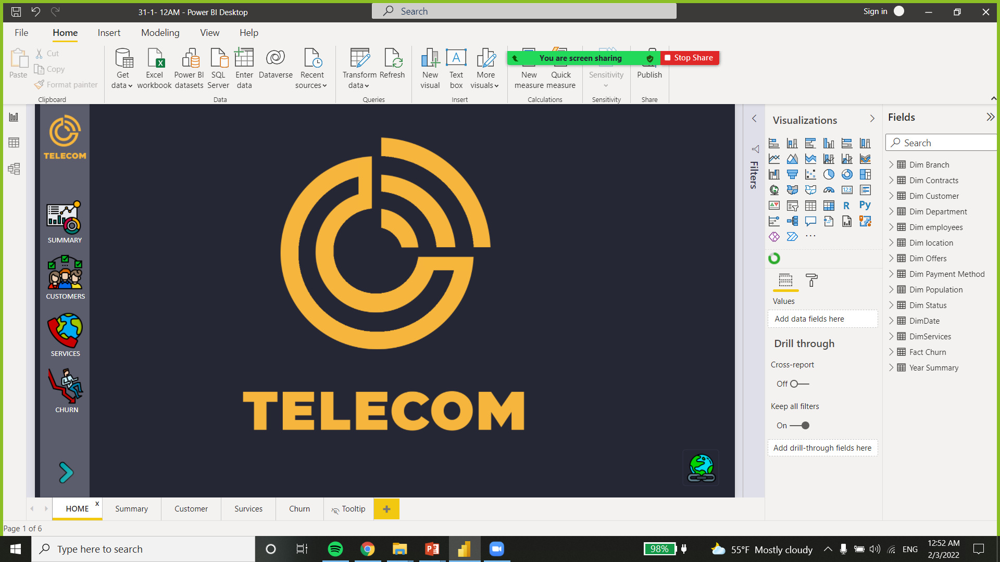 31-1- 12AM - Power BI Desktop
Search
Sign in
File Home Insert Modeling View Help
Paste
Cut
Copy
Format painter
Clipboard
Get data
Excel workbook
Power BI datasets
SQL Server
Enter data
Dataverse
Recent sources
Data
Transform data
Refresh
Queries
New visual
Text box
More visuals
Insert
You are screen sharing
Stop Share
New measure
Quick measure
Calculations
Sensitivity
Sensitivity
Publish
Share
TELECOM
SUMMARY
CUSTOMERS
SERVICES
CHURN
TELECOM
Filters
Visualizations
123
R Py
Values
Add data fields here
Drill through
Cross-report
Off
Keep all filters
On
Add drill-through fields here
Fields
Search
Dim Branch
Dim Contracts
Dim Customer
Dim Department
Dim employees
Dim location
Dim Offers
Dim Payment Method
Dim Population
Dim Status
DimDate
DimServices
Fact Churn
Year Summary
HOME x Summary Customer Survices Churn Tooltip
Page 1 of 6
Type here to search
98%
55°F Mostly cloudy
ENG
12:52 AM
2/3/2022